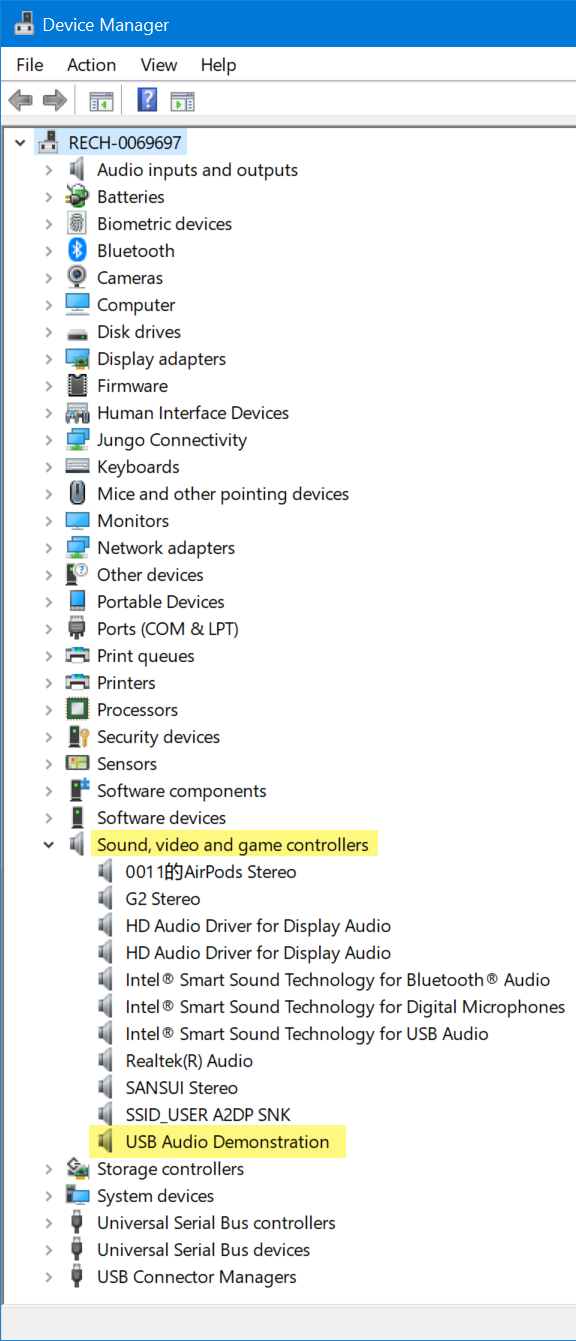 Device Manager
File Action View Help
RECH-0069697
Audio inputs and outputs
Batteries
Biometric devices
Bluetooth
Cameras
Computer
Disk drives
Display adapters
Firmware
Human Interface Devices
Jungo Connectivity
Keyboards
Mice and other pointing devices
Monitors
Network adapters
Other devices
Portable Devices
Ports (COM & LPT)
Print queues
Printers
Processors
Security devices
Sensors
Software components
Software devices
Sound, video and game controllers
0011的AirPods Stereo
G2 Stereo
HD Audio Driver for Display Audio
HD Audio Driver for Display Audio
Intel® Smart Sound Technology for Bluetooth® Audio
Intel® Smart Sound Technology for Digital Microphones
Intel® Smart Sound Technology for USB Audio
Realtek(R) Audio
SANSUI Stereo
SSID_USER A2DP SNK
USB Audio Demonstration
Storage controllers
System devices
Universal Serial Bus controllers
Universal Serial Bus devices
USB Connector Managers